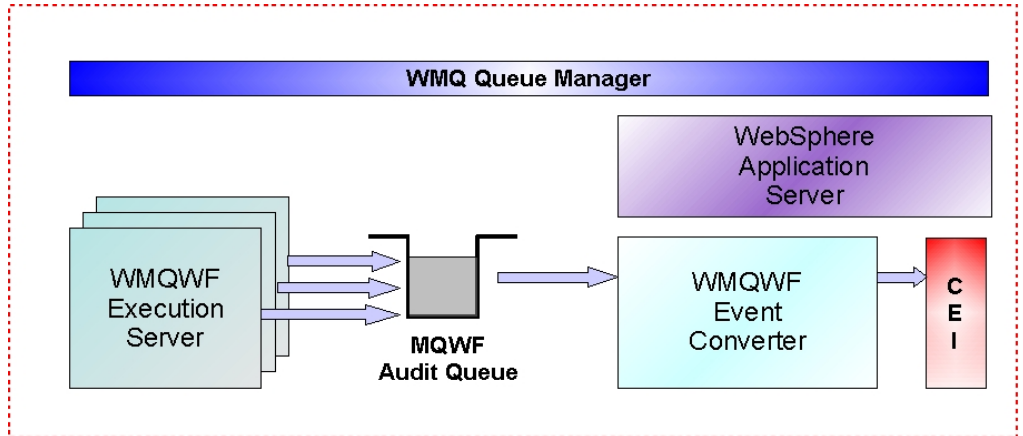 WMQ Queue Manager
WebSphere
Application
Server
WMQWF
Execution
Server
MQWF
Audit Queue
WMQWF
Event
Converter
C
E
I